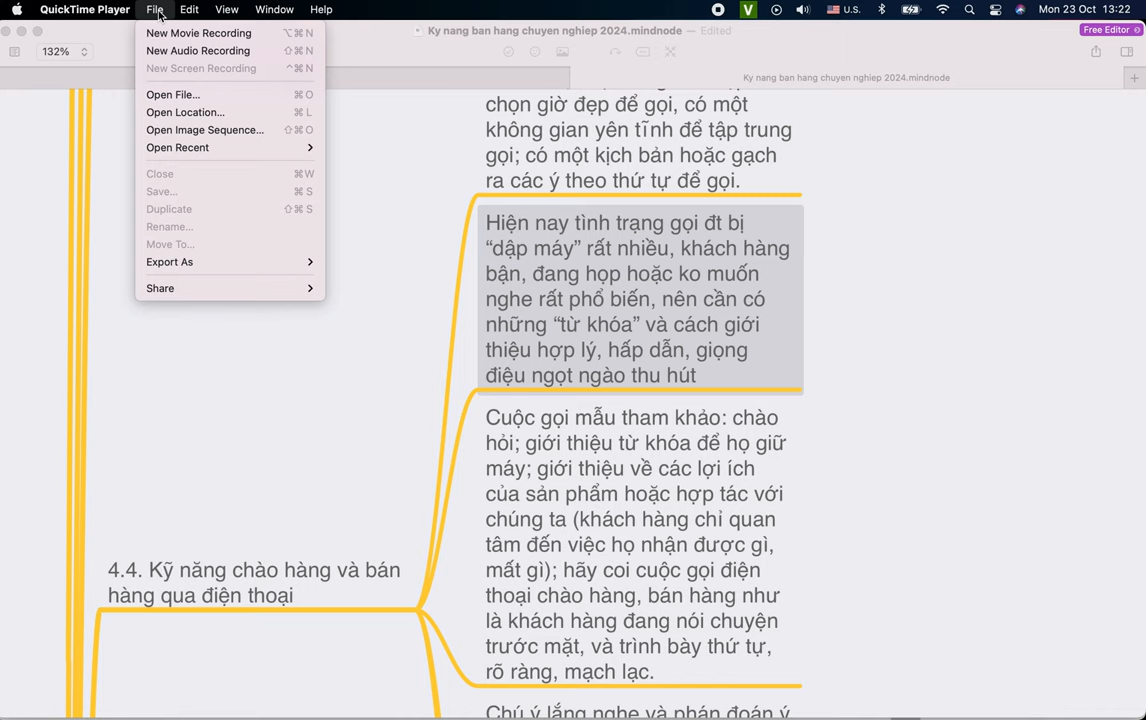 QuickTime Player File Edit View Window Help
V U.S. Mon 23 Oct 13:22
Ky nang ban hang chuyen nghiep 2024.mindnode — Edited
Free Editor
132%
Ky nang ban hang chuyen nghiep 2024.mindnode
New Movie Recording ⌥⌘N
New Audio Recording ⇧⌘N
New Screen Recording ^⌘N
Open File... ⌘O
Open Location... ⌘L
Open Image Sequence... ⇧⌘O
Open Recent
Close ⌘W
Save... ⌘S
Duplicate ⇧⌘S
Rename...
Move To...
Export As
Share
chọn giờ đẹp để gọi, có một
không gian yên tĩnh để tập trung
gọi; có một kịch bản hoặc gạch
ra các ý theo thứ tự để gọi.
Hiện nay tình trạng gọi đt bị
“dập máy” rất nhiều, khách hàng
bận, đang họp hoặc ko muốn
nghe rất phổ biến, nên cần có
những “từ khóa” và cách giới
thiệu hợp lý, hấp dẫn, giọng
điệu ngọt ngào thu hút
Cuộc gọi mẫu tham khảo: chào
hỏi; giới thiệu từ khóa để họ giữ
máy; giới thiệu về các lợi ích
của sản phẩm hoặc hợp tác với
chúng ta (khách hàng chỉ quan
tâm đến việc họ nhận được gì,
mất gì); hãy coi cuộc gọi điện
thoại chào hàng, bán hàng như
là khách hàng đang nói chuyện
trước mặt, và trình bày thứ tự,
rõ ràng, mạch lạc.
4.4. Kỹ năng chào hàng và bán
hàng qua điện thoại
Chú ý lắng nghe và phán đoán ý